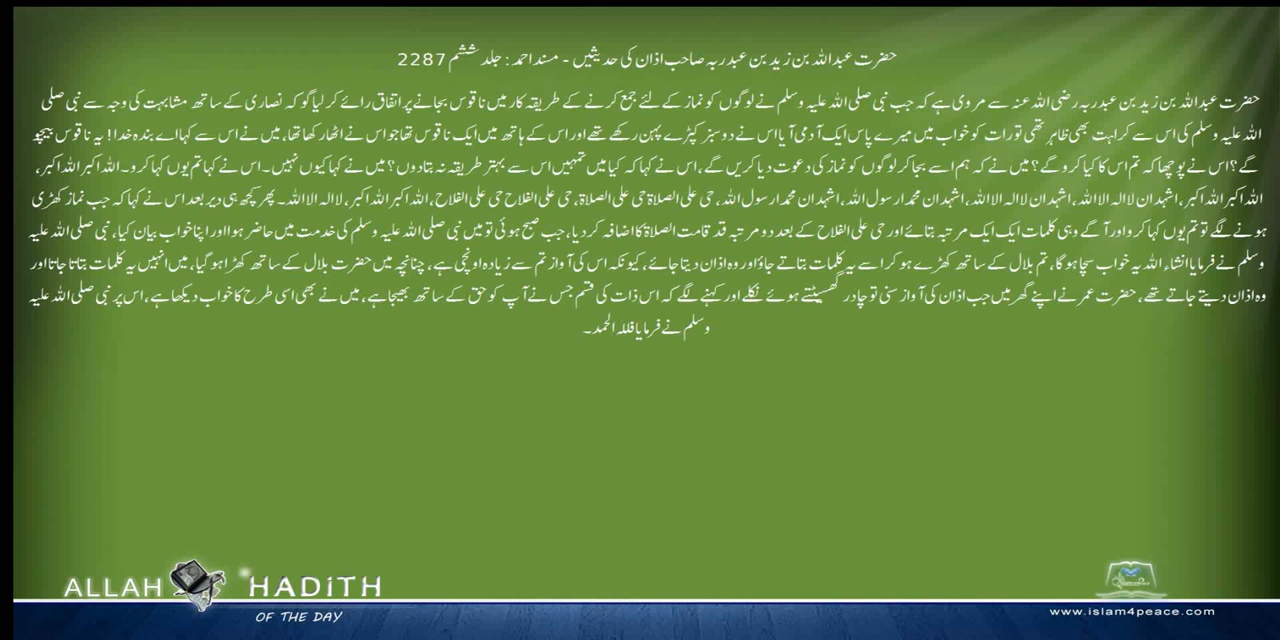 حضرت عبداللہ بن زید بن عبدربہ صاحب اذان کی حدیثیں - مسند احمد: جلد ششم 2287
حضرت عبداللہ بن زید بن عبدربہ رضی اللہ عنہ سے مروی ہے کہ جب نبی صلی اللہ علیہ وسلم نے لوگوں کو نماز کے لئے جمع کرنے کے طریقہ کار میں ناقوس بجانے پر اتفاق رائے کر لیا گو کہ نصاری کے ساتھ مشابہت کی وجہ سے نبی صلی
اللہ علیہ وسلم کی اس سے کراہت بھی ظاہر تھی تو رات کو خواب میں میرے پاس ایک آدمی آیا اس نے دو سبز کپڑے پہن رکھے تھے اور اس کے ہاتھ میں ایک ناقوس تھا جو اس نے اٹھا رکھا تھا، میں نے اس سے کہا اے بندہ خدا! یہ ناقوس بیچو
گے؟ اس نے پوچھا کہ تم اس کا کیا کرو گے؟ میں نے کہ ہم اسے بجا کر لوگوں کو نماز کی دعوت دیا کریں گے، اس نے کہا کہ کیا میں تمہیں اس سے بہتر طریقہ نہ بتا دوں؟ میں نے کہا کیوں نہیں۔ اس نے کہا تم یوں کہا کرو۔ اللہ اکبر اللہ اکبر،
اللہ اکبر اللہ اکبر، اشہد ان لا الہ الا اللہ، اشہد ان لا الہ الا اللہ، اشہد ان محمدا رسول اللہ، اشہد ان محمدا رسول اللہ، حی علی الصلاۃ حی علی الصلاۃ، حی علی الفلاح حی علی الفلاح، اللہ اکبر اللہ اکبر، لا الہ الا اللہ۔ پھر کچھ ہی دیر بعد اس نے کہا کہ جب نماز کھڑی
ہونے لگے تو تم یوں کہا کرو اور آگے وہی کلمات ایک ایک مرتبہ بتائے اور حی علی الفلاح کے بعد دو مرتبہ قد قامت الصلاۃ کا اضافہ کر دیا، جب صبح ہوئی تو میں نبی صلی اللہ علیہ وسلم کی خدمت میں حاضر ہوا اور اپنا خواب بیان کیا، نبی صلی اللہ علیہ
وسلم نے فرمایا انشاء اللہ یہ خواب سچا ہوگا، تم بلال کے ساتھ کھڑے ہو کر اسے یہ کلمات بتاتے جاؤ اور وہ اذان دیتا جائے، کیونکہ اس کی آواز تم سے زیادہ اونچی ہے، چنانچہ میں حضرت بلال کے ساتھ کھڑا ہو گیا، میں انہیں یہ کلمات بتاتا جاتا اور
وہ اذان دیتے جاتے تھے، حضرت عمر نے اپنے گھر میں جب اذان کی آواز سنی تو چادر گھسیٹتے ہوئے نکلے اور کہنے لگے کہ اس ذات کی قسم جس نے آپ کو حق کے ساتھ بھیجا ہے، میں نے بھی اسی طرح کا خواب دیکھا ہے، اس پر نبی صلی اللہ علیہ
وسلم نے فرمایا فللہ الحمد۔
ALLAH HADiTH
OF THE DAY
www.islam4peace.com